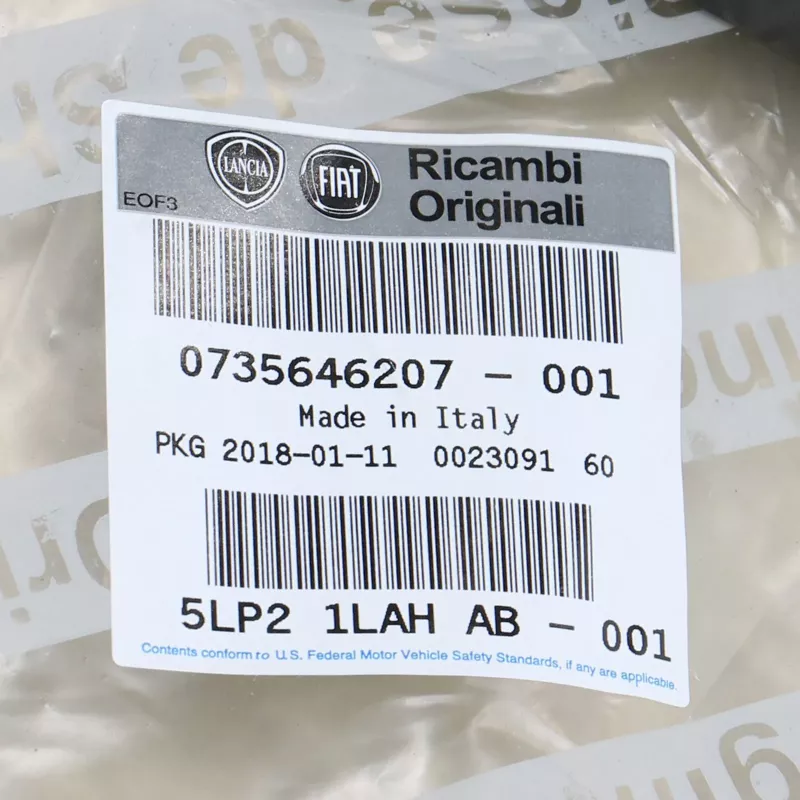 LANCIA
FIAT
Ricambi
Originali
EOF3
0735646207 – 001
Made in Italy
PKG 2018-01-11 0023091 60
5LP2 1LAH AB – 001
Contents conform to U.S. Federal Motor Vehicle Safety Standards, if any are applicable.